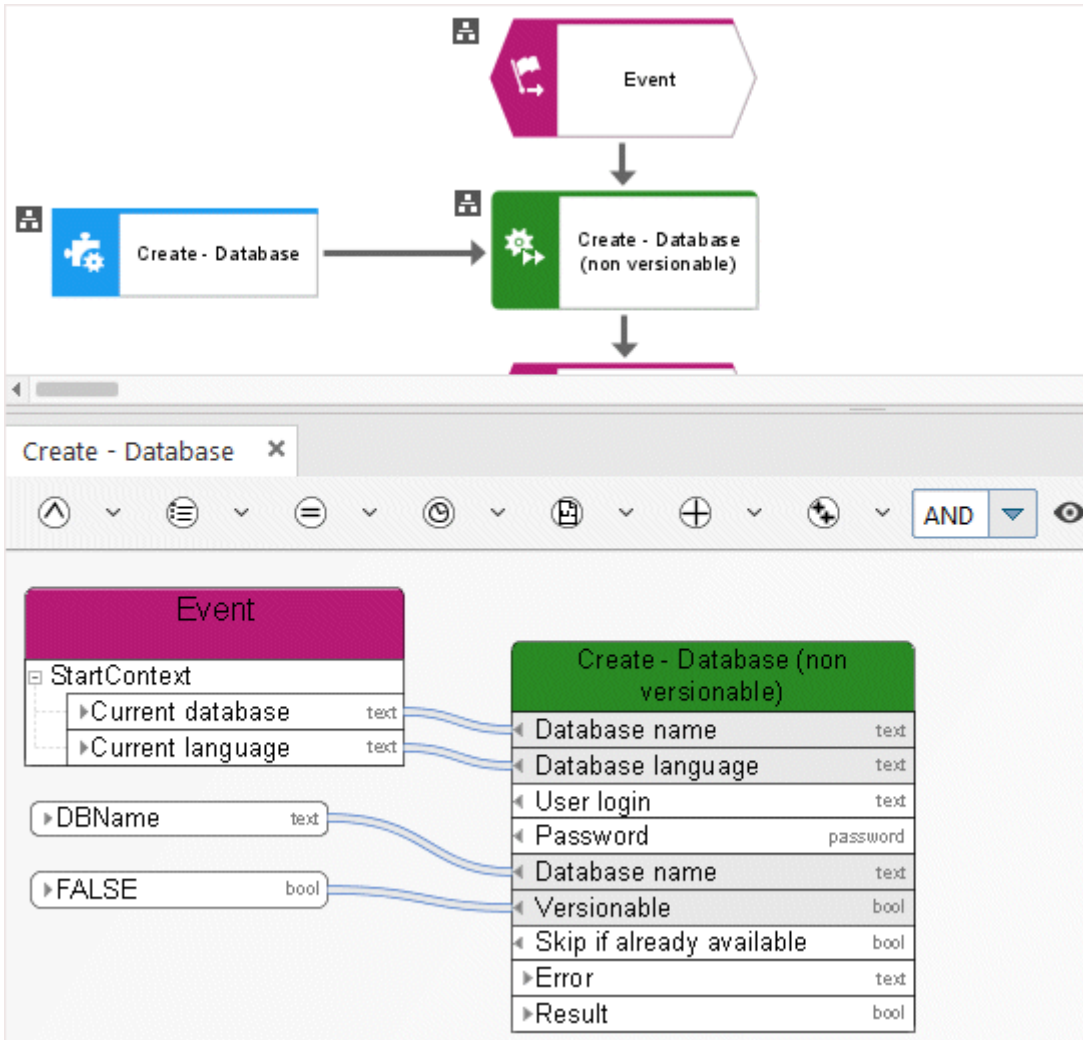 Event
Create - Database
Create - Database
(non versionable)
Create - Database
AND
Event
StartContext
Current database text
Current language text
DBName text
FALSE bool
Create - Database (non
versionable)
Database name text
Database language text
User login text
Password password
Database name text
Versionable bool
Skip if already available bool
Error text
Result bool